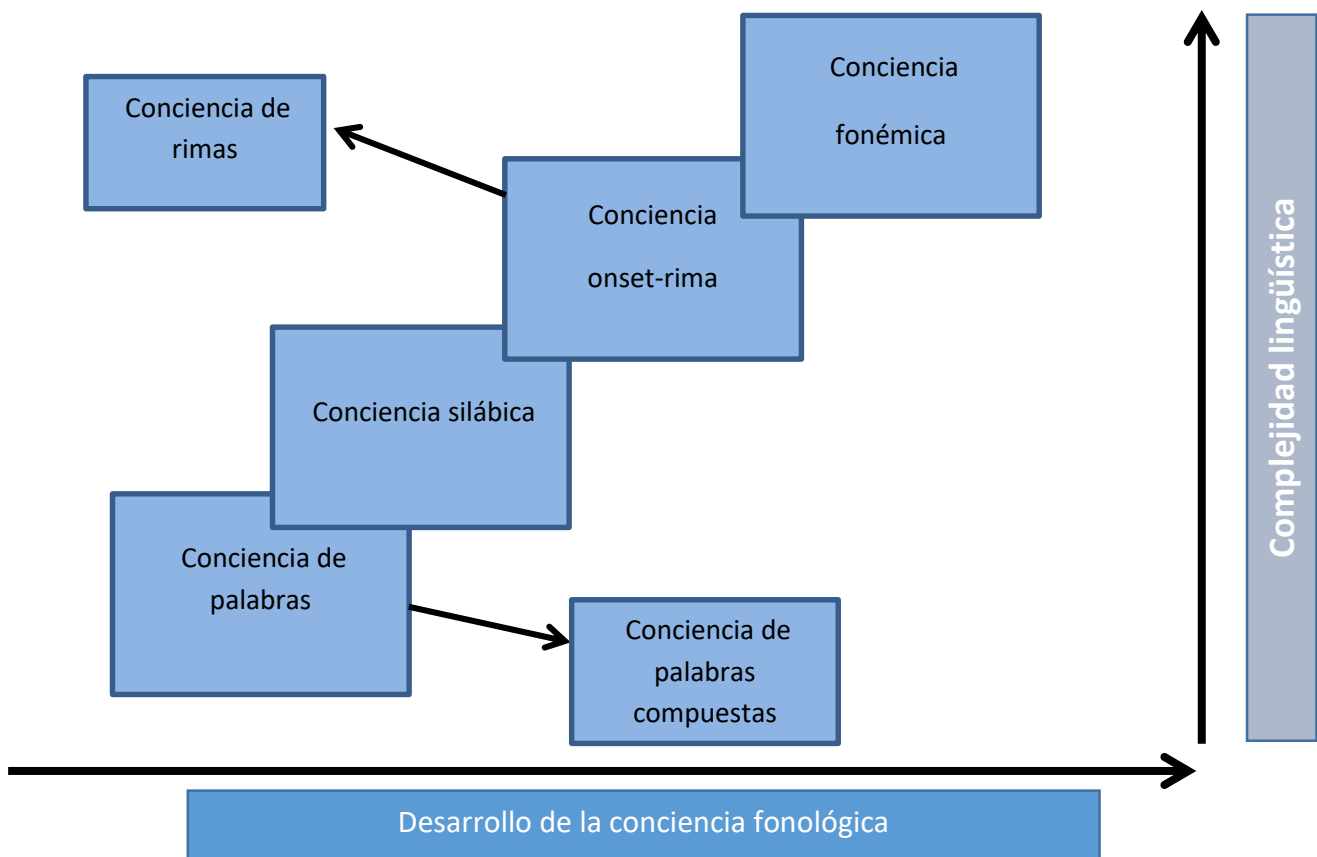 Conciencia
fonémica
Conciencia de
rimas
Conciencia
onset-rima
Conciencia silábica
Conciencia de
palabras
Conciencia de
palabras
compuestas
Complejidad lingüística
Desarrollo de la conciencia fonológica